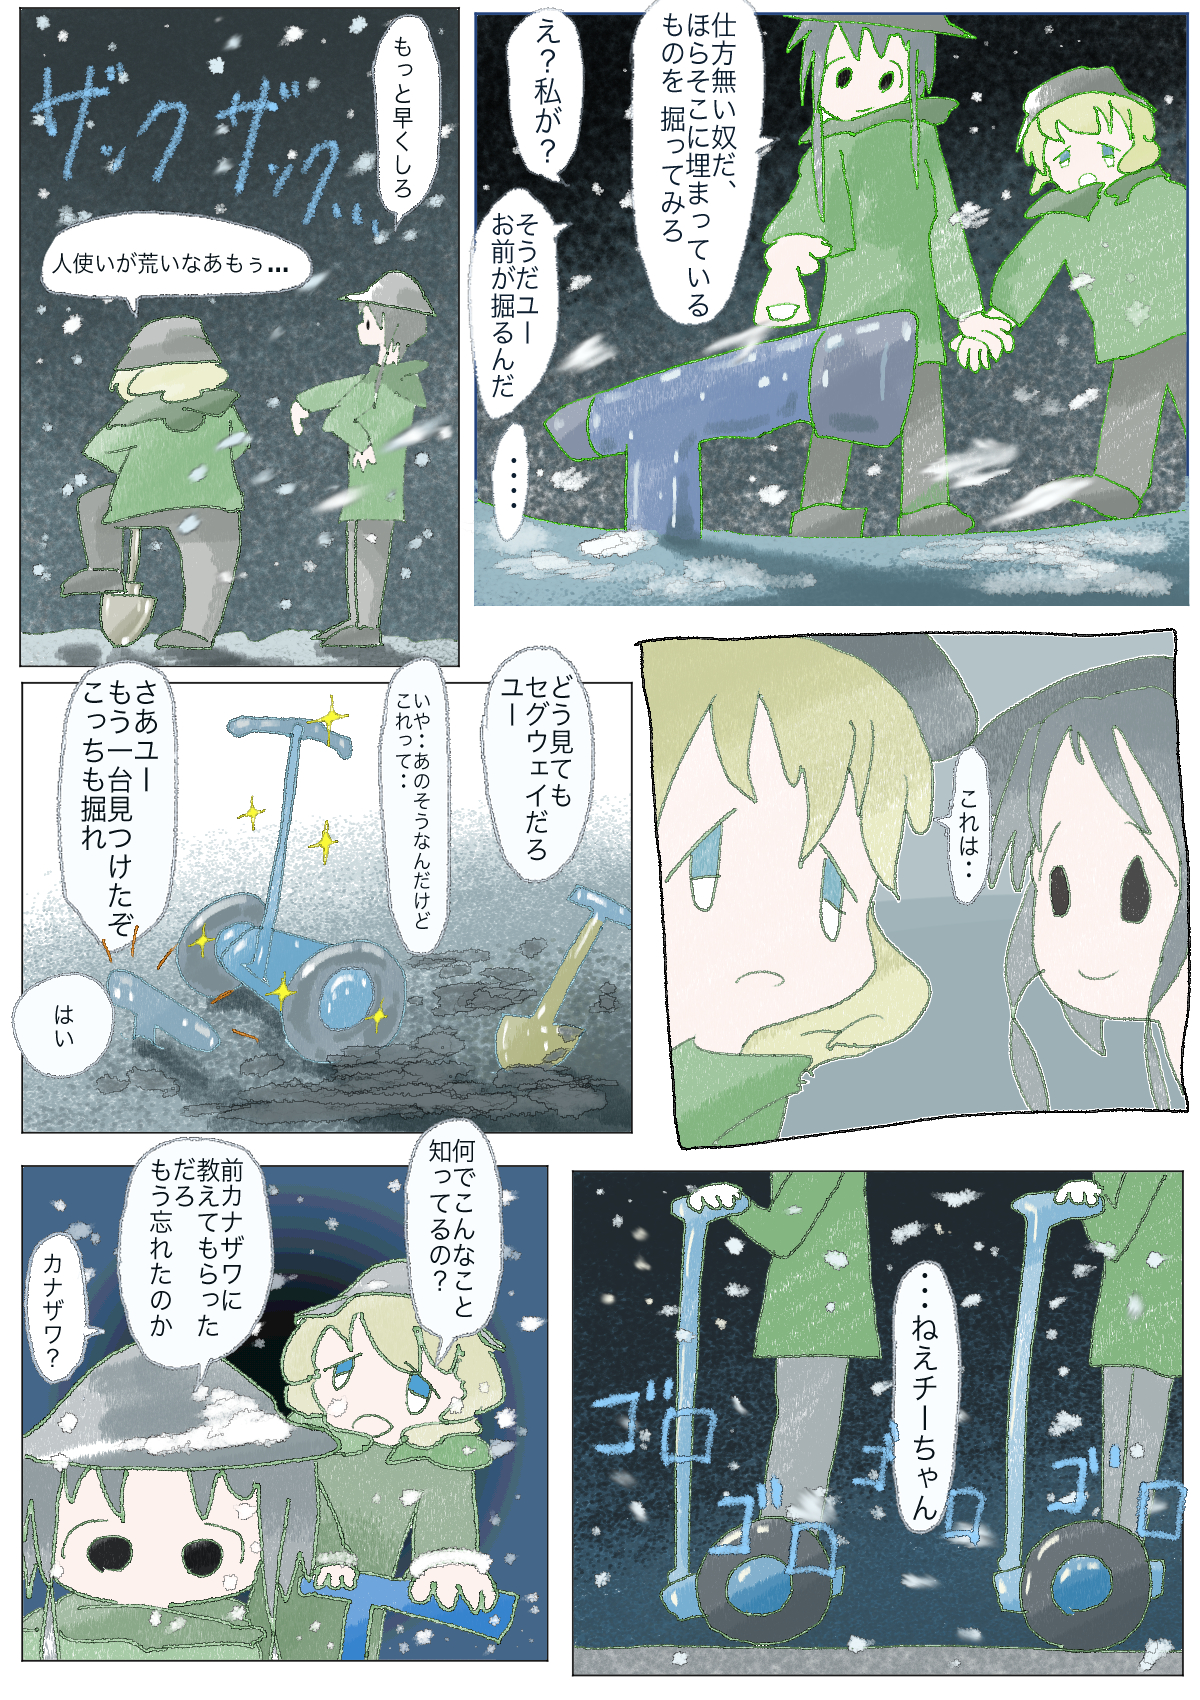 仕方無い奴だ、
ほらそこに埋まっている
ものを 掘ってみろ
え?私が?
そうだユー
お前が掘るんだ
・・・・
もっと早くしろ
ザックザック…
人使いが荒いなあもぅ...
これは・・
どう見ても
セグウェイだろ
ユー
いや・・あのそうなんだけど
これって・・
さあユー
もう一台見つけたぞ
こっちも掘れ
はい
・・・ねえチーちゃん
ゴロ
ゴロ
ゴロ
ゴロ
何でこんなこと
知ってるの?
前カナザワに
教えてもらった
だろ
もう忘れたのか
カナザワ?